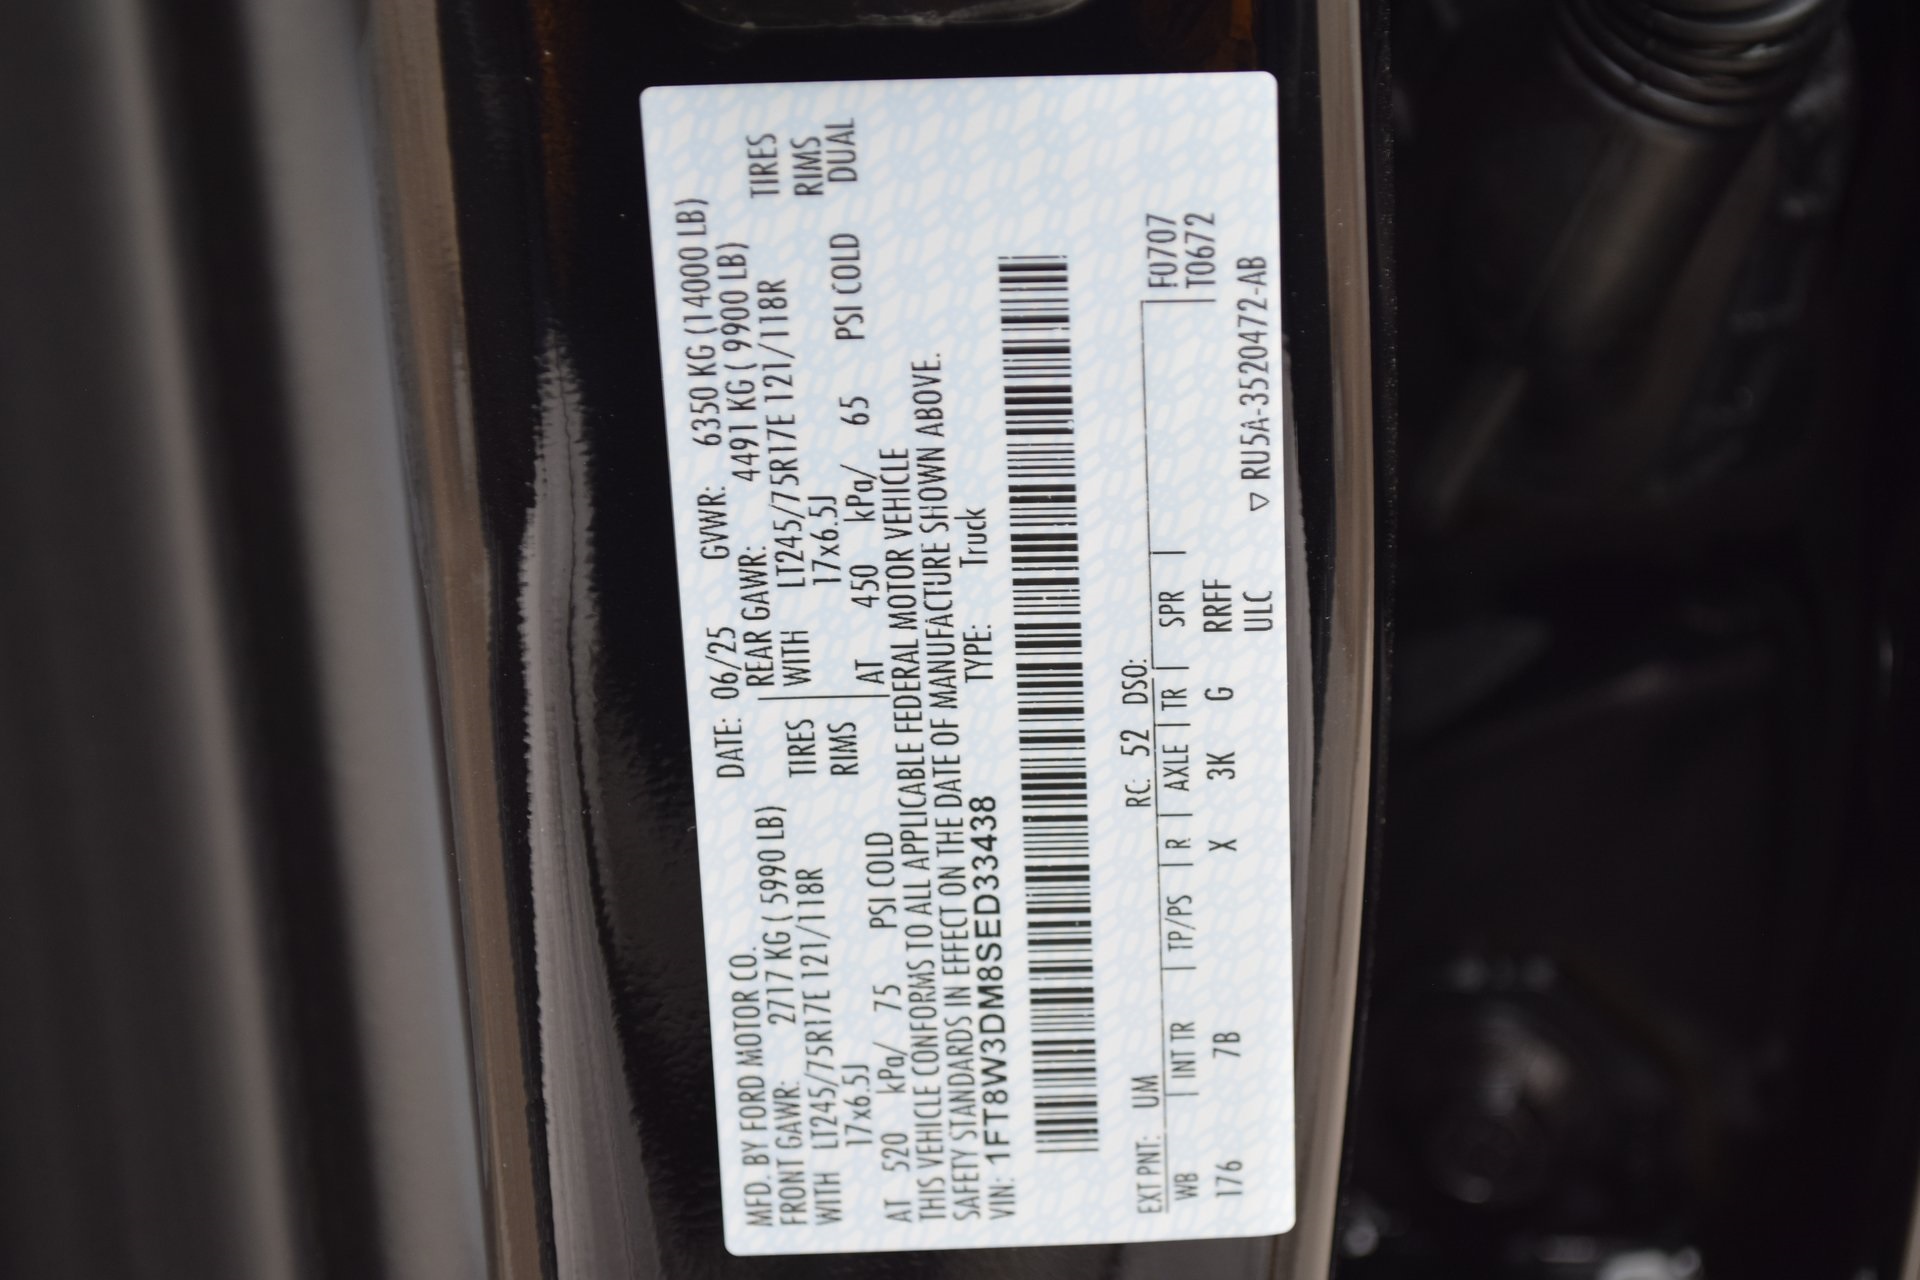 MFD. BY FORD MOTOR CO.
DATE: 06/25 GVWR: 6350 KG (14000 LB)
FRONT GAWR: 2717 KG ( 5990 LB)
REAR GAWR: 4491 KG ( 9900 LB)
WITH LT245/75R17E 121/118R TIRES
WITH LT245/75R17E 121/118R TIRES
17x6.5J RIMS
17x6.5J RIMS
AT 520 kPa/ 75 PSI COLD
AT 450 kPa/ 65 PSI COLD DUAL
THIS VEHICLE CONFORMS TO ALL APPLICABLE FEDERAL MOTOR VEHICLE
SAFETY STANDARDS IN EFFECT ON THE DATE OF MANUFACTURE SHOWN ABOVE.
VIN: 1FT8W3DM8SED33438 TYPE: Truck
EXT PNT: UM RC: 52 DSO: F0707
WB INT TR TP/PS R AXLE TR SPR T0672
176 7B X 3K G RRFF
ULC ▽ RU5A-3520472-AB